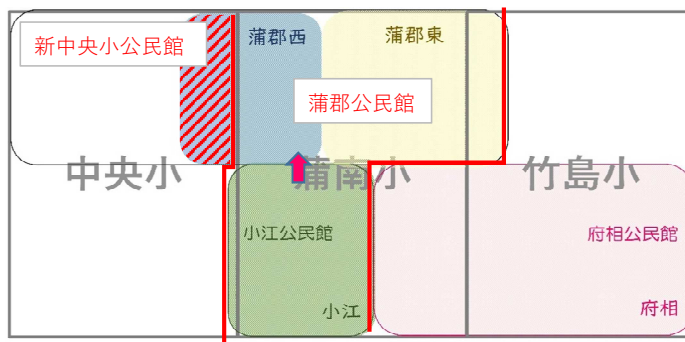 新中央小公民館
蒲郡西
蒲郡東
蒲郡公民館
中央小
蒲南小
竹島小
小江公民館
府相公民館
小江
府相